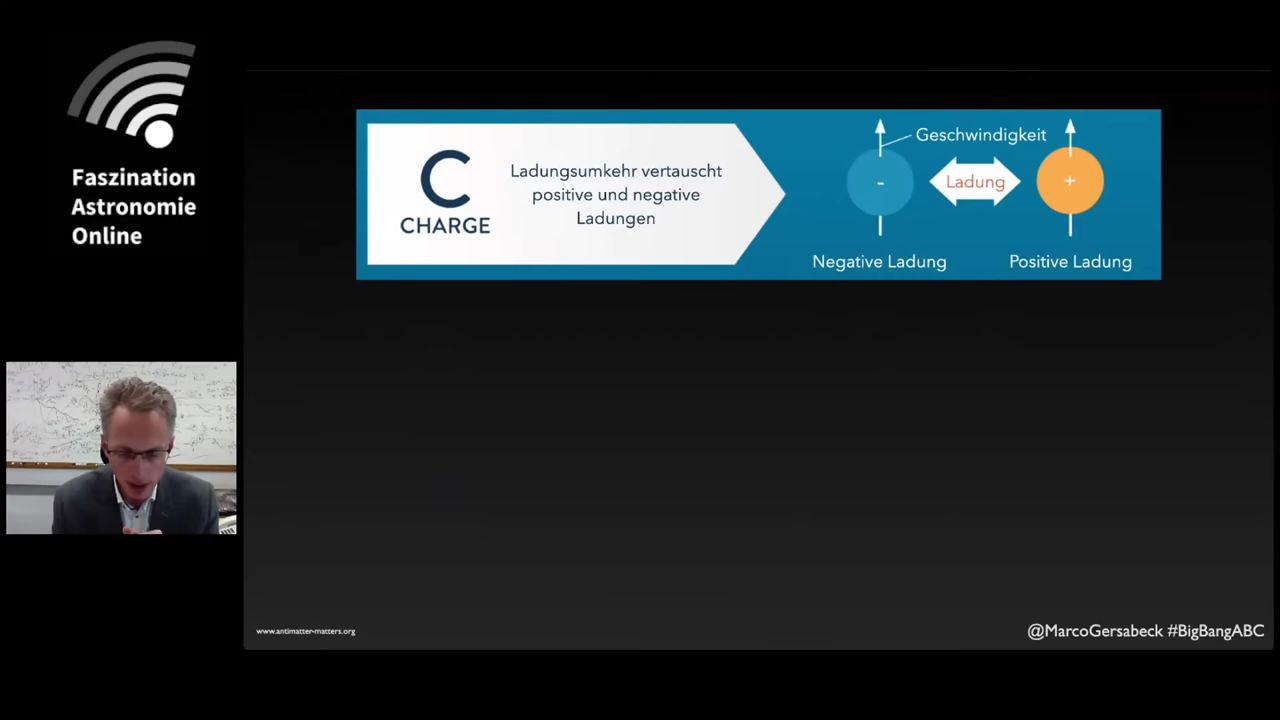 Faszination
Astronomie
Online
C
CHARGE
Ladungsumkehr vertauscht
positive und negative
Ladungen
Geschwindigkeit
-
Ladung
+
Negative Ladung
Positive Ladung
www.antimatter-matters.org
@MarcoGersabeck #BigBangABC